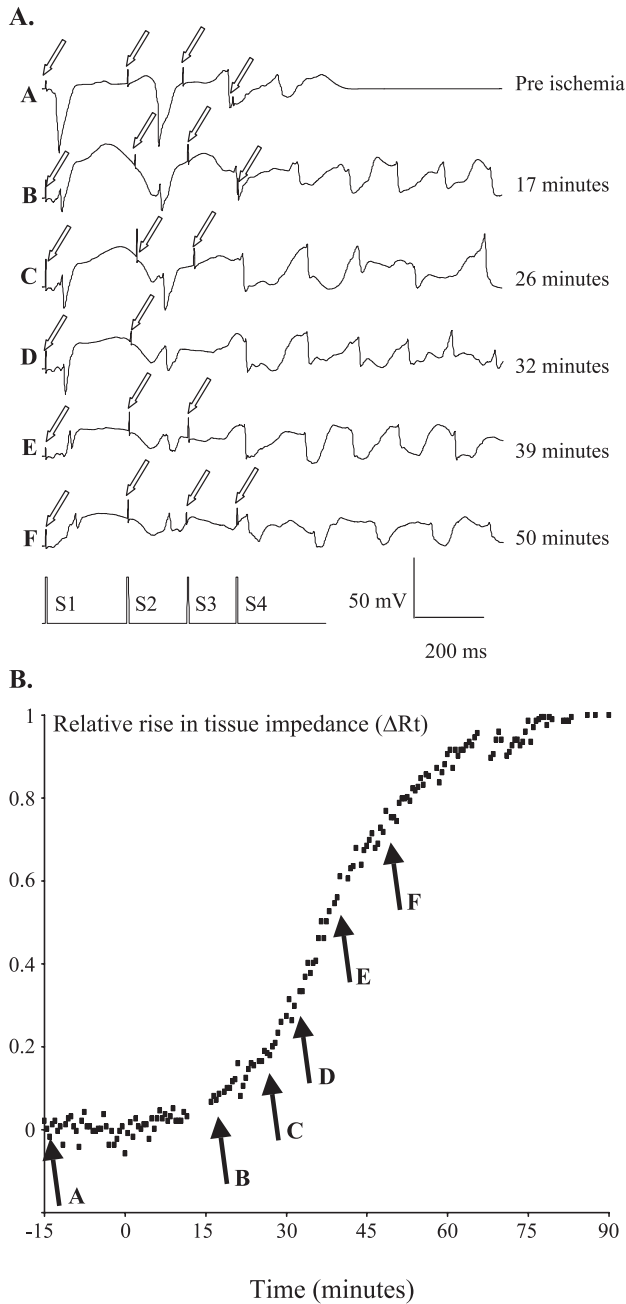 A.
A Pre ischemia
B 17 minutes
C 26 minutes
D 32 minutes
E 39 minutes
F 50 minutes
S1 S2 S3 S4 50 mV
200 ms
B.
Relative rise in tissue impedance (ΔRt)
1
0.8
0.6
0.4
0.2
0
A
B
C
D
E
F
-15 0 15 30 45 60 75 90
Time (minutes)